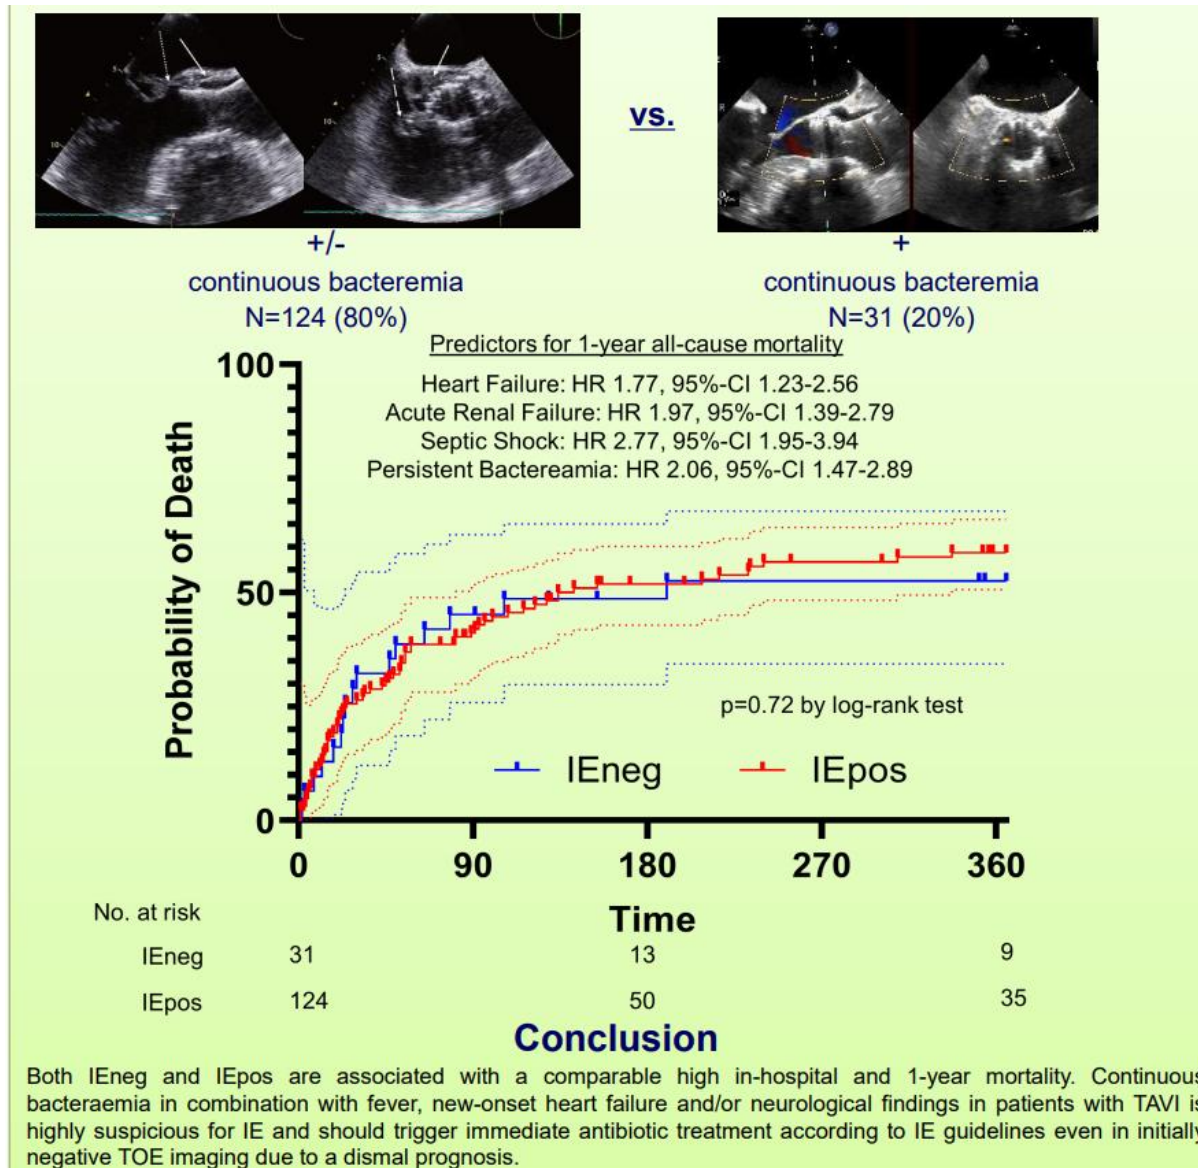 vs.
+/-
continuous bacteremia
N=124 (80%)
+
continuous bacteremia
N=31 (20%)
Predictors for 1-year all-cause mortality
Heart Failure: HR 1.77, 95%-CI 1.23-2.56
Acute Renal Failure: HR 1.97, 95%-CI 1.39-2.79
Septic Shock: HR 2.77, 95%-CI 1.95-3.94
Persistent Bactereamia: HR 2.06, 95%-CI 1.47-2.89
Probability of Death
100
50
0
p=0.72 by log-rank test
IEneg IEpos
0 90 180 270 360
Time
No. at risk
IEneg 31 13 9
IEpos 124 50 35
Conclusion
Both IEneg and IEpos are associated with a comparable high in-hospital and 1-year mortality. Continuous
bacteraemia in combination with fever, new-onset heart failure and/or neurological findings in patients with TAVI is
highly suspicious for IE and should trigger immediate antibiotic treatment according to IE guidelines even in initially
negative TOE imaging due to a dismal prognosis.